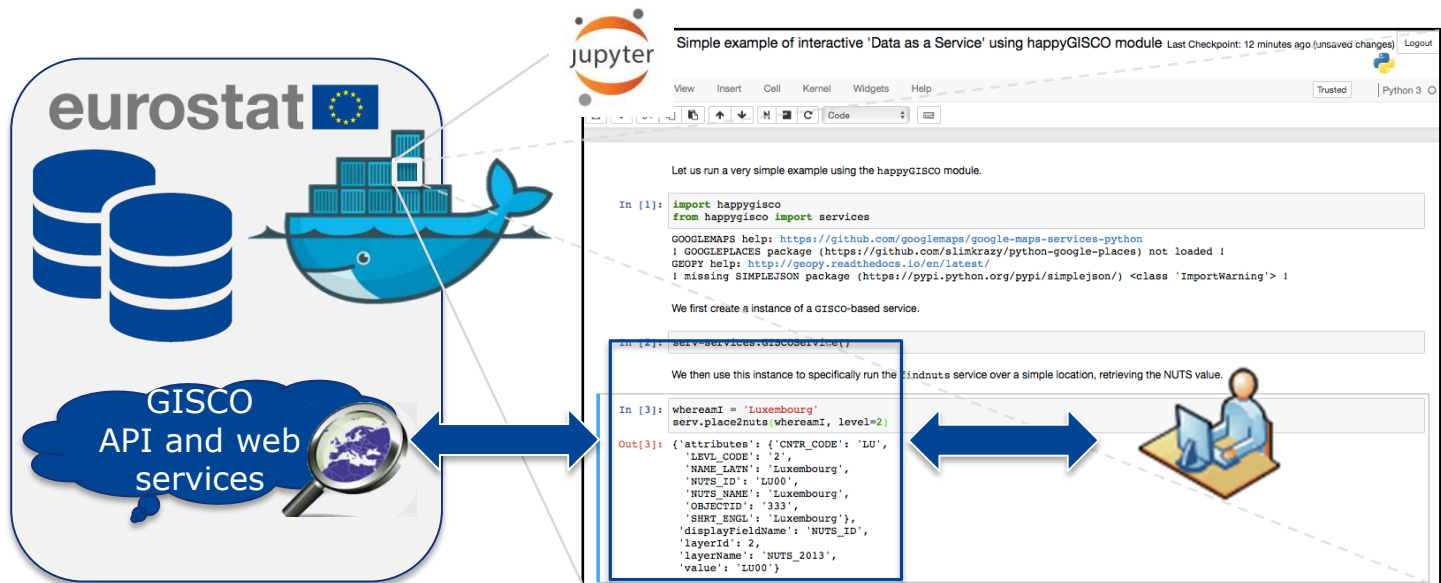 eurostat
GISCO
API and web
services
jupyter
Simple example of interactive 'Data as a Service' using happyGISCO module Last Checkpoint: 12 minutes ago (unsaved changes) Logout
View Insert Cell Kernel Widgets Help Trusted Python 3
Code
Let us run a very simple example using the happyGISCO module.
In [1]: import happygisco
from happygisco import services
GOOGLEMAPS help: https://github.com/googlemaps/google-maps-services-python
! GOOGLEPLACES package (https://github.com/slimkrazy/python-google-places) not loaded !
GEOPY help: http://geopy.readthedocs.io/en/latest/
! missing SIMPLEJSON package (https://pypi.python.org/pypi/simplejson/) <class 'ImportWarning'> !
We first create a instance of a GISCO-based service.
In [2]: serv=services.GISCOService()
We then use this instance to specifically run the findnuts service over a simple location, retrieving the NUTS value.
In [3]: whereamI = 'Luxembourg'
serv.place2nuts(whereamI, level=2)
Out[3]: {'attributes': {'CNTR_CODE': 'LU',
'LEVL_CODE': '2',
'NAME_LATN': 'Luxembourg',
'NUTS_ID': 'LU00',
'NUTS_NAME': 'Luxembourg',
'OBJECTID': '333',
'SHRT_ENGL': 'Luxembourg'},
'displayFieldName': 'NUTS_ID',
'layerId': 2,
'layerName': 'NUTS_2013',
'value': 'LU00'}